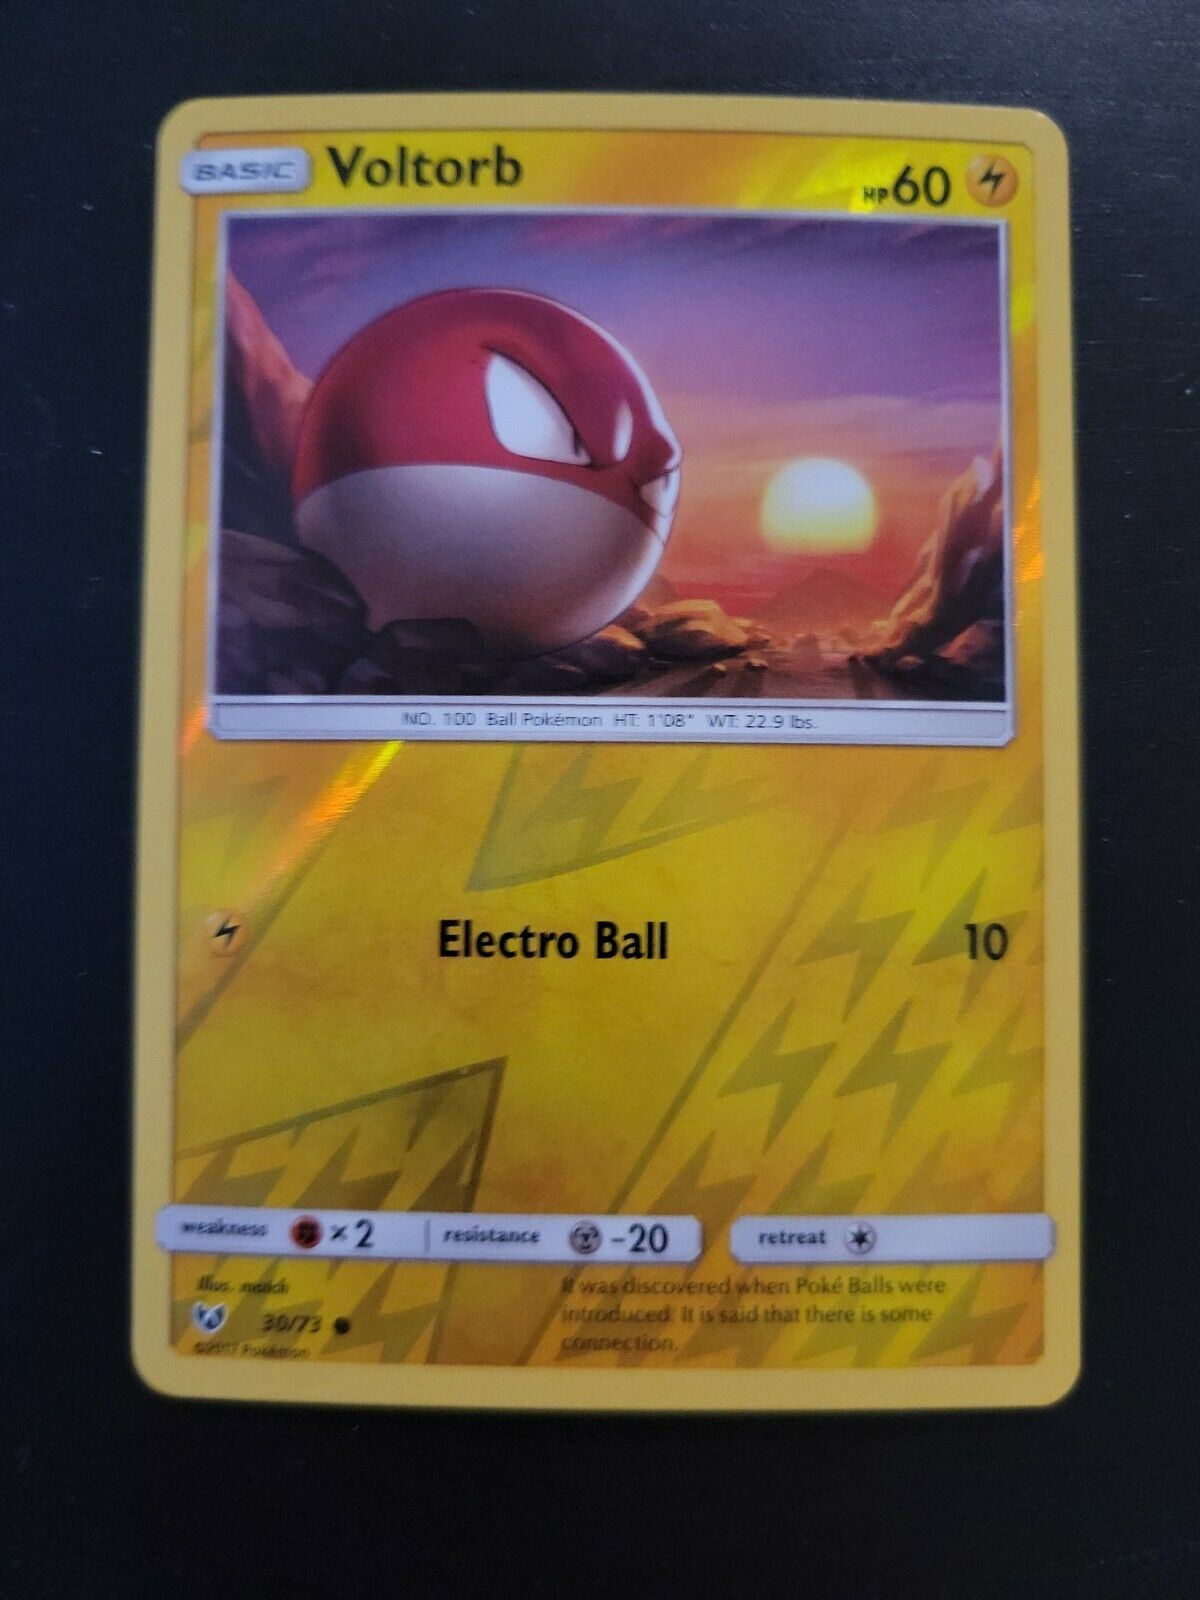 BASIC Voltorb HP 60
NO. 100 Ball Pokémon HT: 1'08" WT: 22.9 lbs.
Electro Ball 10
weakness ×2 resistance -20 retreat
Illus. match
It was discovered when Poké Balls were
introduced. It is said that there is some
connection.
30/73
©2017 Pokémon